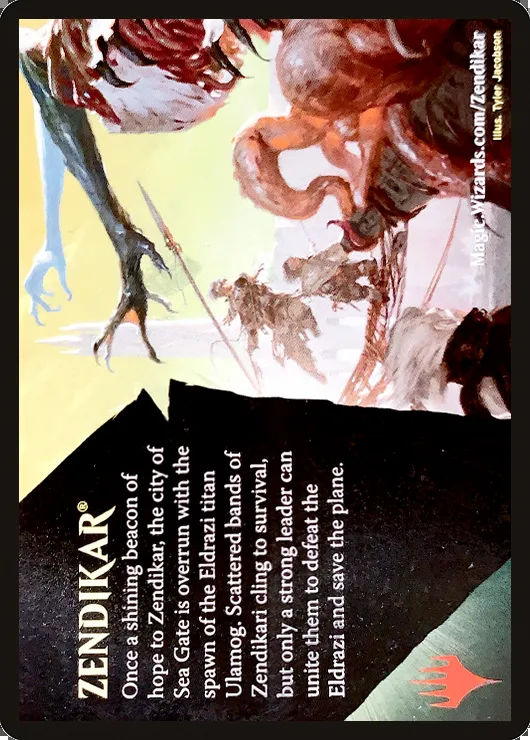 ZENDIKAR®
Once a shining beacon of
hope to Zendikar, the city of
Sea Gate is overrun with the
spawn of the Eldrazi titan
Ulamog. Scattered bands of
Zendikari cling to survival,
but only a strong leader can
unite them to defeat the
Eldrazi and save the plane.
Magic.Wizards.com/Zendikar
Illus. Tyler Jacobson